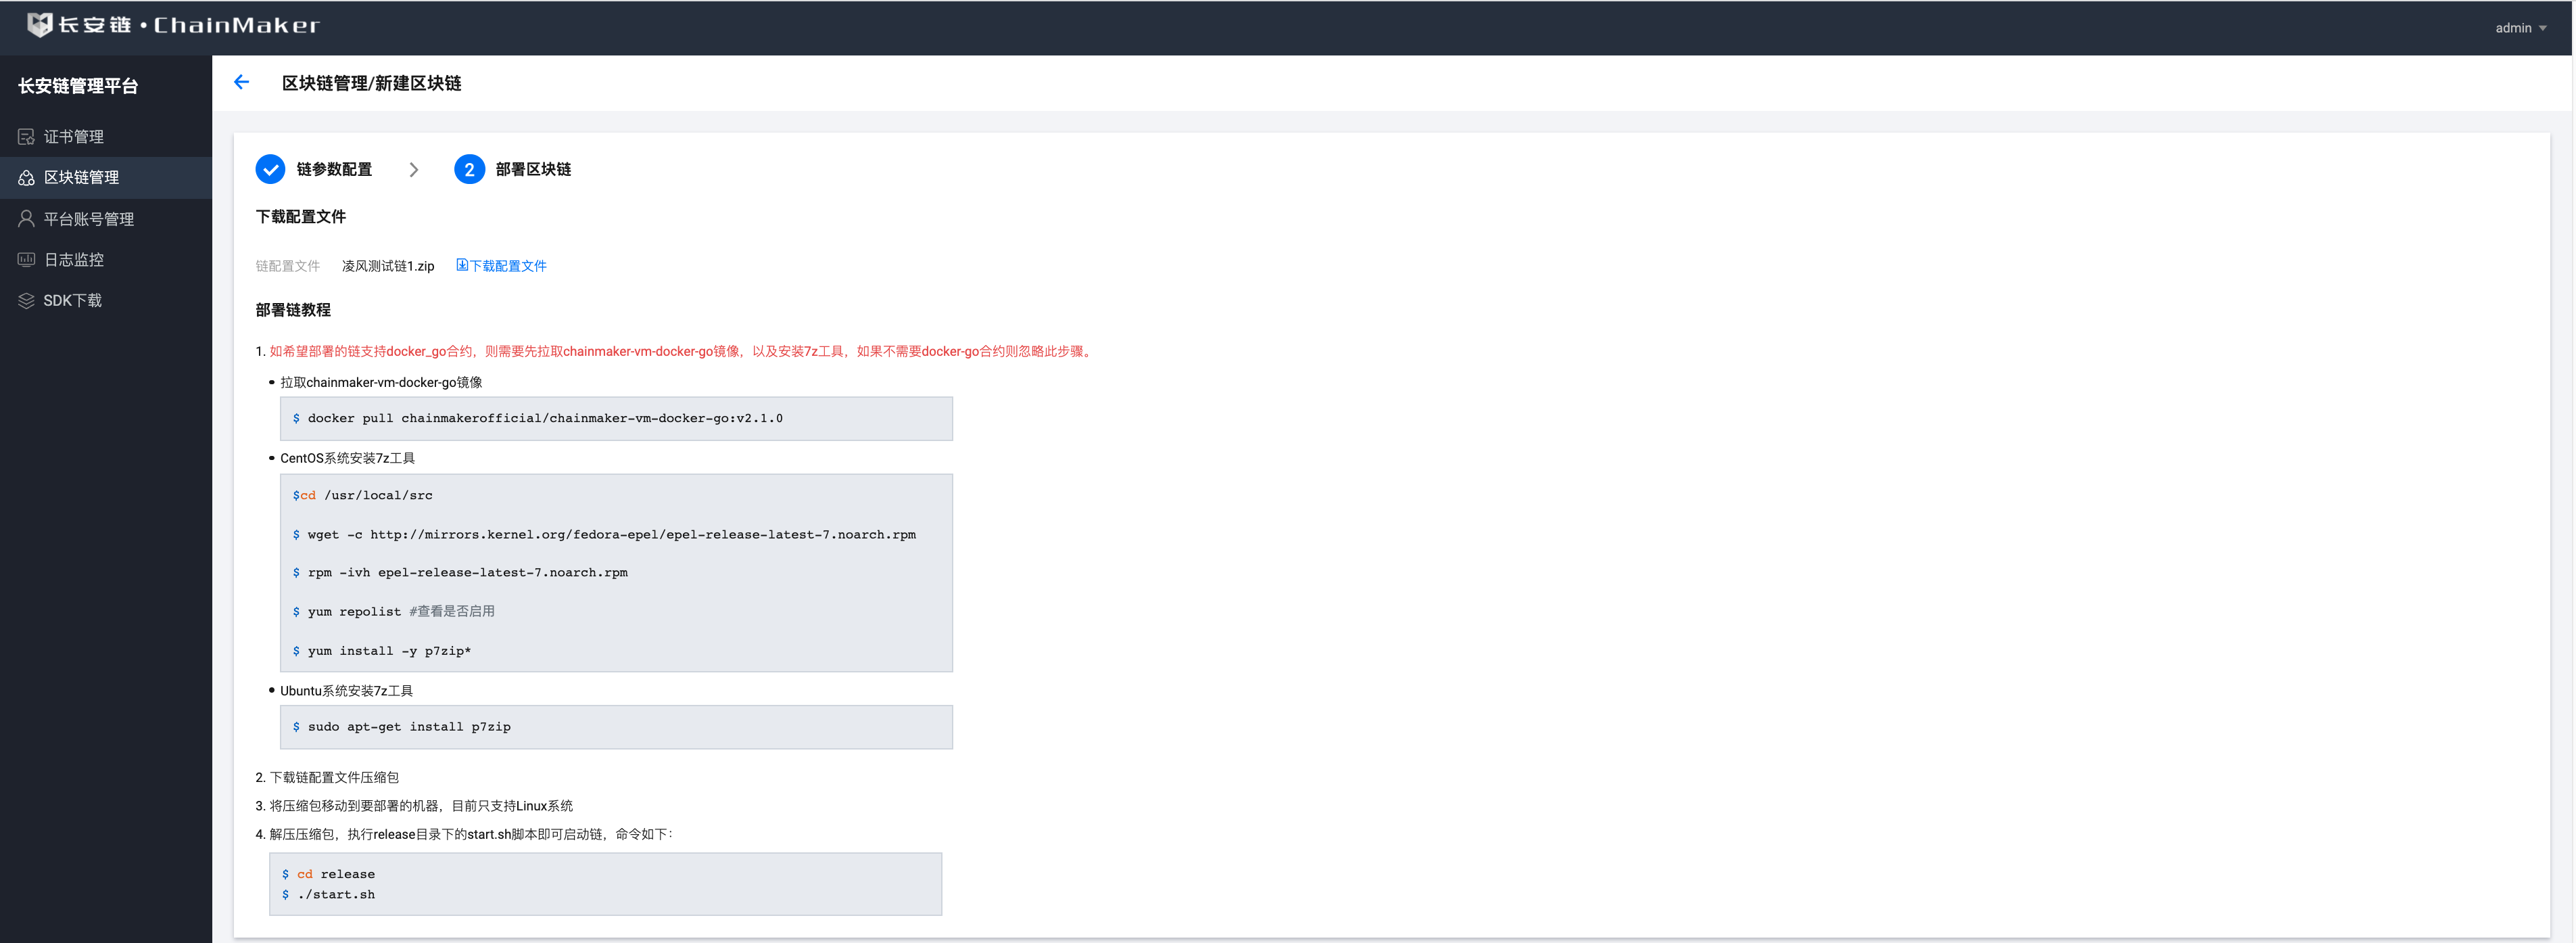 长安链·ChainMaker
admin
长安链管理平台
证书管理
区块链管理
平台账号管理
日志监控
SDK下载
区块链管理/新建区块链
链参数配置
2 部署区块链
下载配置文件
链配置文件 凌风测试链1.zip 下载配置文件
部署链教程
1. 如希望部署的链支持docker_go合约，则需要先拉取chainmaker-vm-docker-go镜像，以及安装7z工具，如果不需要docker-go合约则忽略此步骤。
• 拉取chainmaker-vm-docker-go镜像
$ docker pull chainmakerofficial/chainmaker-vm-docker-go:v2.1.0
• CentOS系统安装7z工具
$cd /usr/local/src
$ wget -c http://mirrors.kernel.org/fedora-epel/epel-release-latest-7.noarch.rpm
$ rpm -ivh epel-release-latest-7.noarch.rpm
$ yum repolist #查看是否启用
$ yum install -y p7zip*
• Ubuntu系统安装7z工具
$ sudo apt-get install p7zip
2. 下载链配置文件压缩包
3. 将压缩包移动到要部署的机器，目前只支持Linux系统
4. 解压压缩包，执行release目录下的start.sh脚本即可启动链，命令如下：
$ cd release
$ ./start.sh